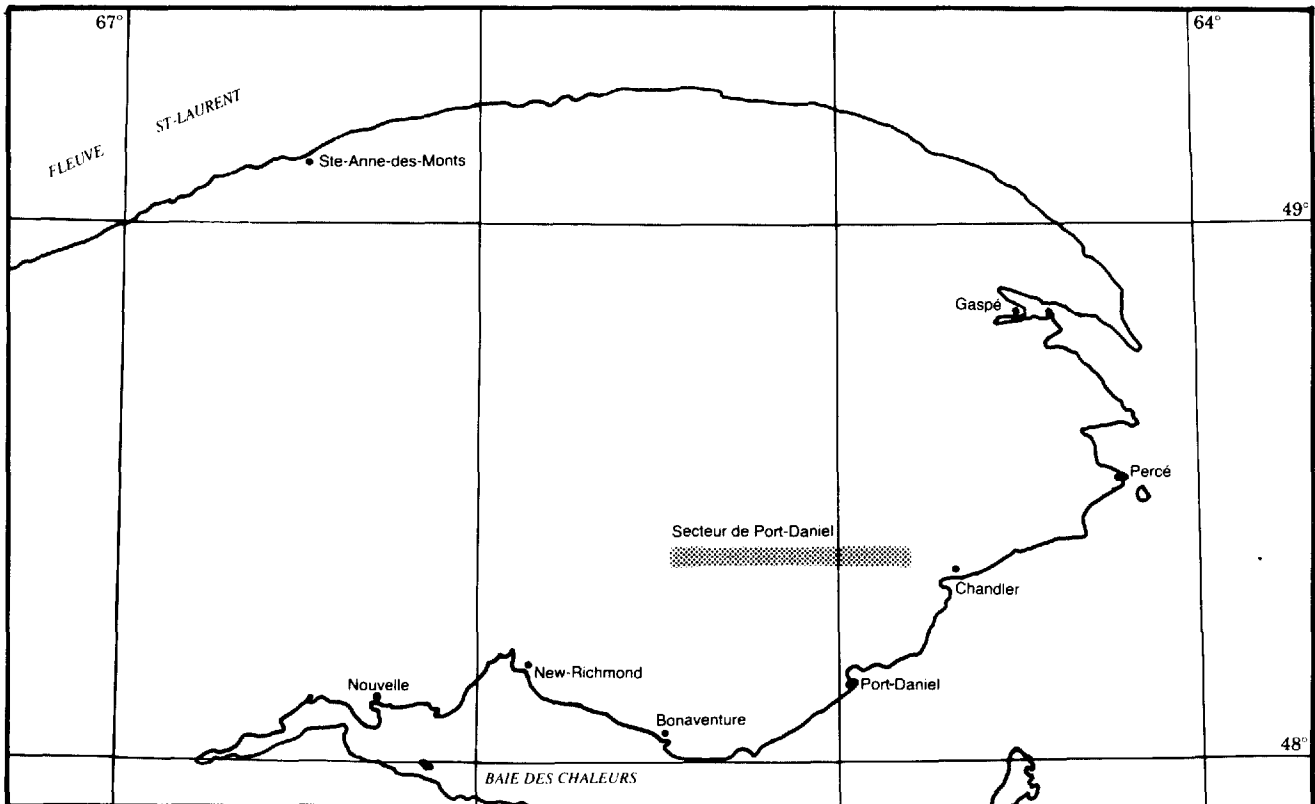 67°
64°
FLEUVE ST-LAURENT
Ste-Anne-des-Monts
49°
Gaspé
Percé
Secteur de Port-Daniel
Chandler
New-Richmond
Nouvelle
Port-Daniel
Bonaventure
48°
BAIE DES CHALEURS